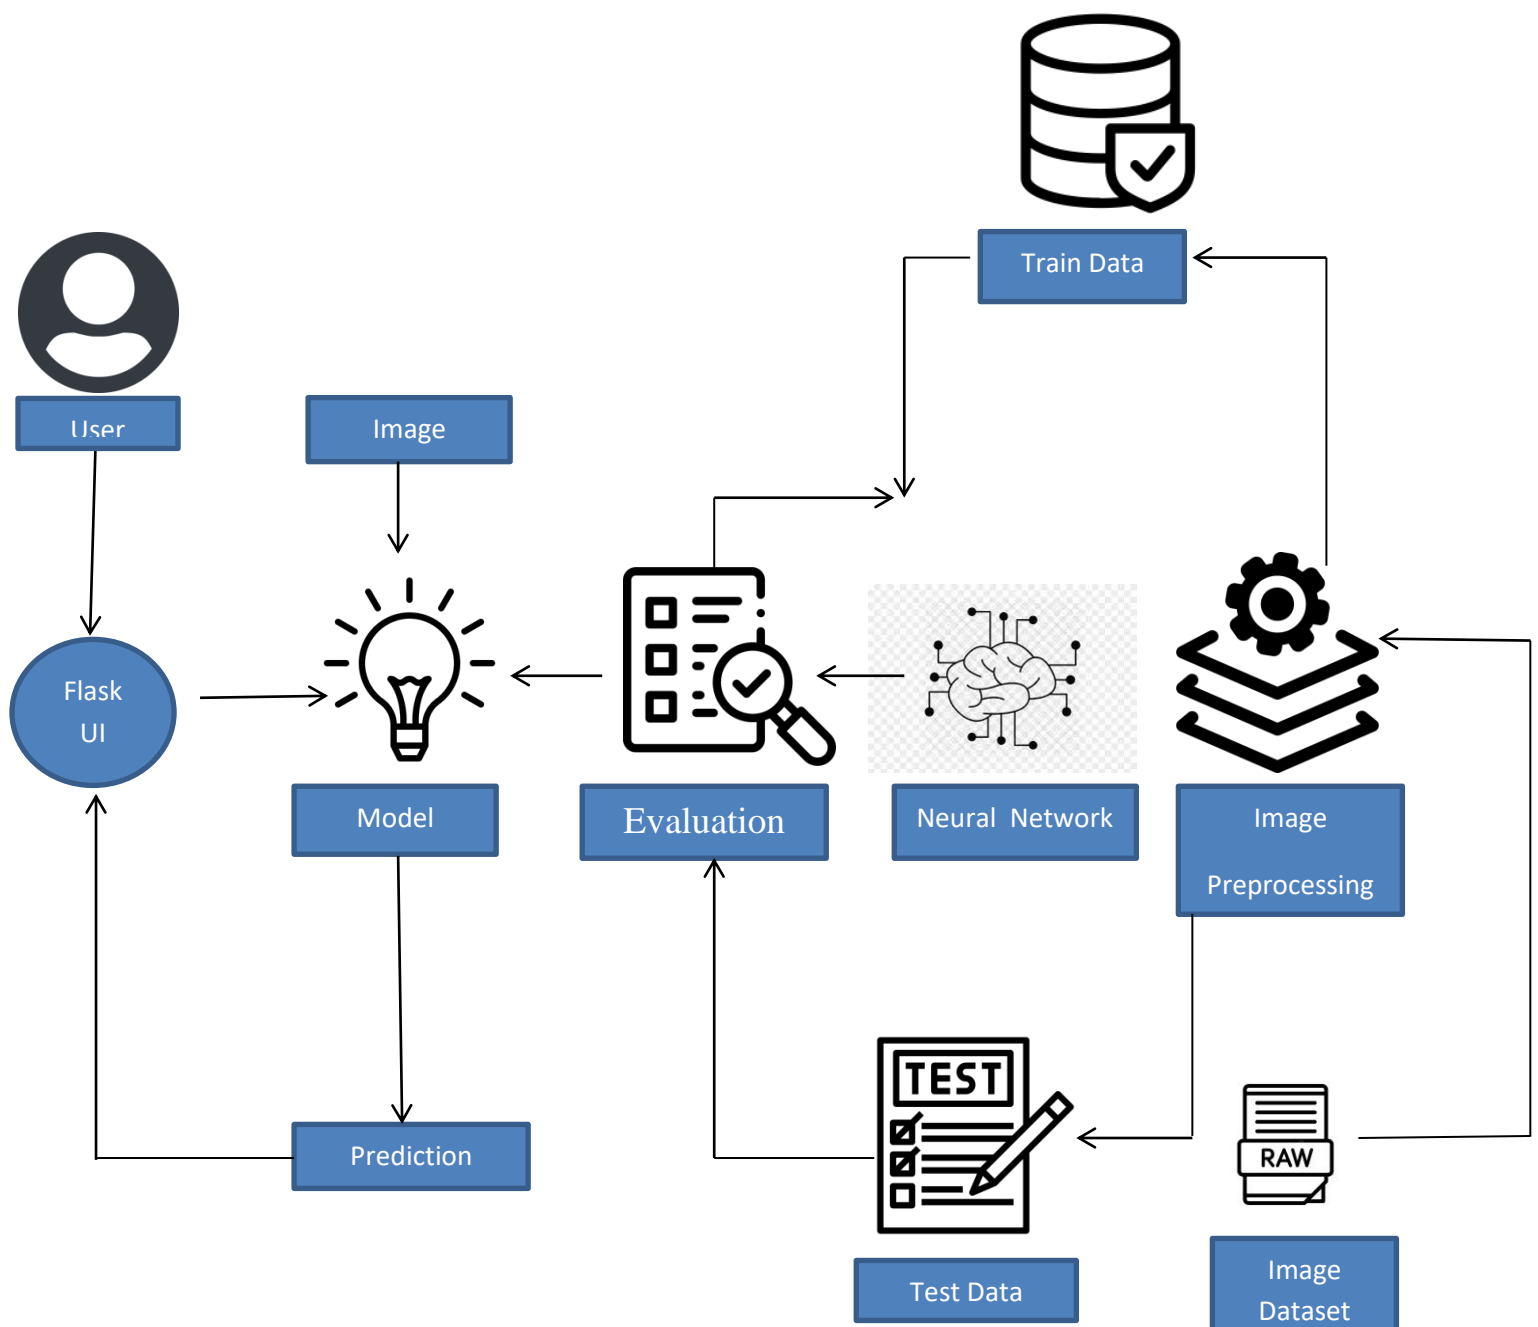 Train Data
User
Image
Flask
UI
Model
Evaluation
Neural Network
Image
Preprocessing
TEST
RAW
Prediction
Test Data
Image
Dataset